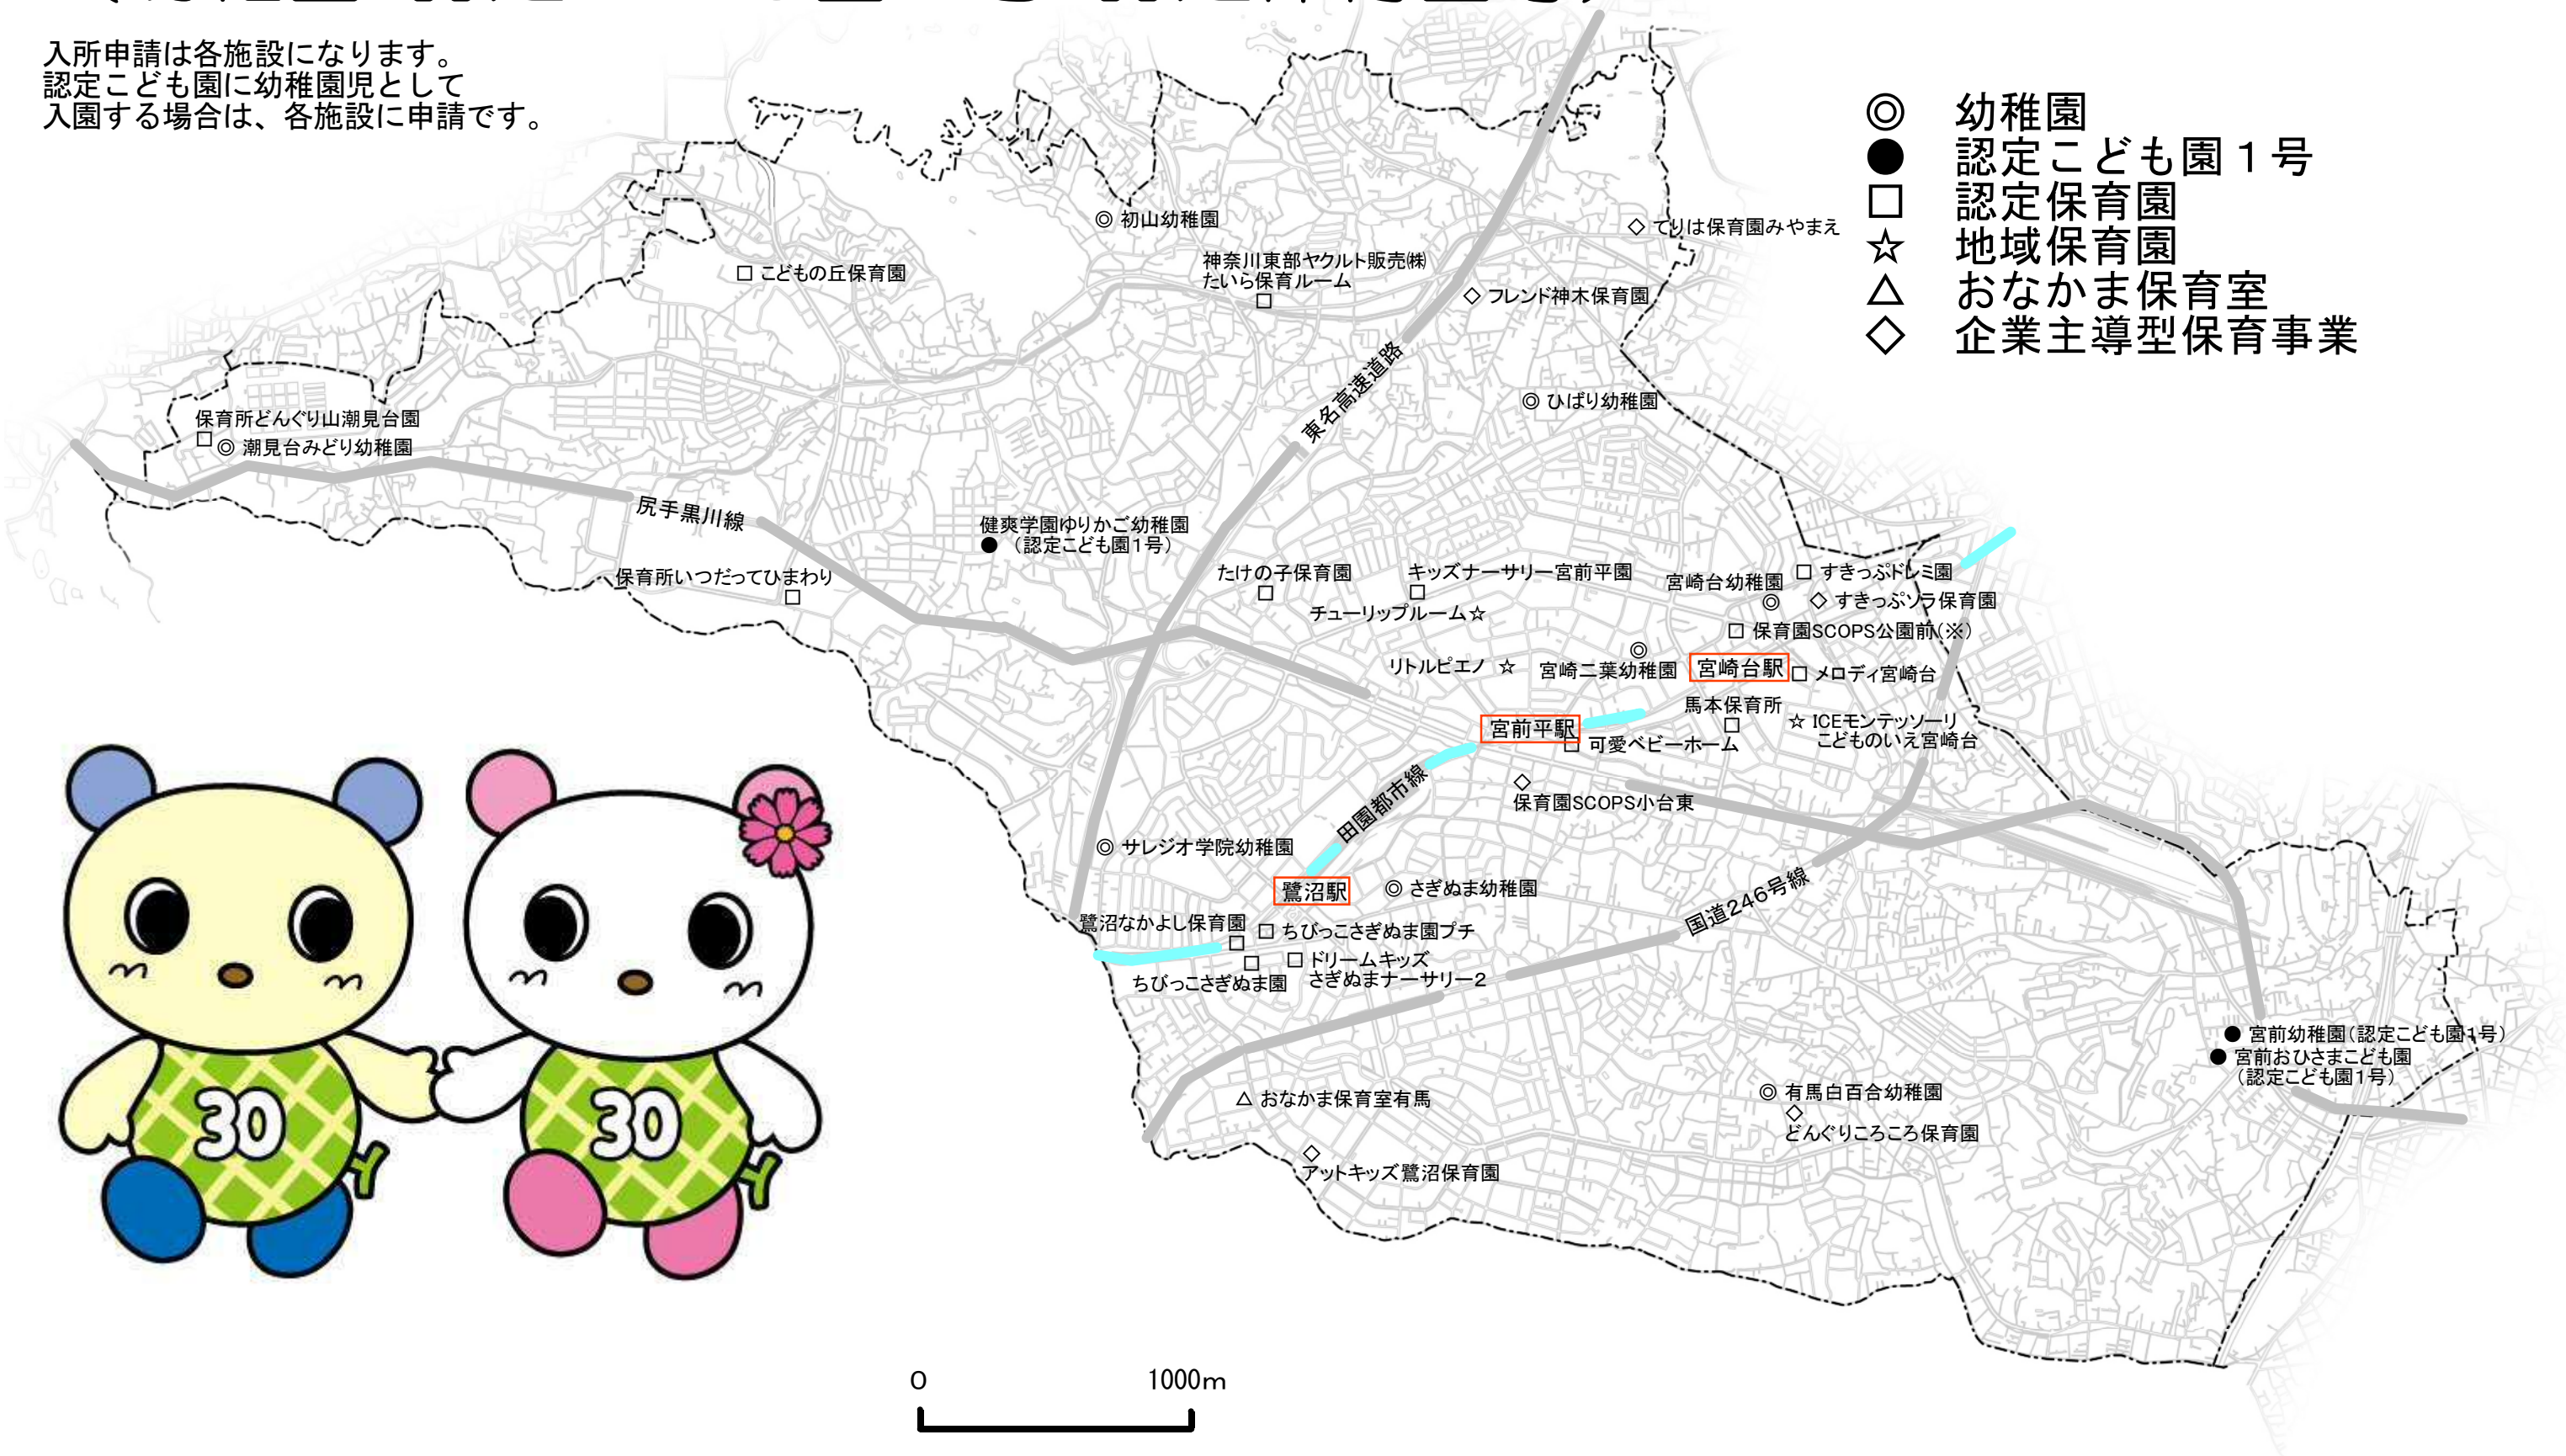 入所申請は各施設になります。
認定こども園に幼稚園児として
入園する場合は、各施設に申請です。
◎ 幼稚園
● 認定こども園１号
□ 認定保育園
☆ 地域保育園
△ おなかま保育室
◇ 企業主導型保育事業
◎ 初山幼稚園
◇ てりは保育園みやまえ
□ こどもの丘保育園
神奈川東部ヤクルト販売㈱
たいら保育ルーム
□
◇ フレンド神木保育園
東名高速道路
◎ ひばり幼稚園
保育所どんぐり山潮見台園
□
◎ 潮見台みどり幼稚園
尻手黒川線
健爽学園ゆりかご幼稚園
● （認定こども園１号）
保育所いつだってひまわり
□
たけの子保育園
□
キッズナーサリー宮前平園
□
チューリップルーム☆
宮崎台幼稚園
◎
□ すきっぷドレミ園
◇ すきっぷソラ保育園
□ 保育園SCOPS公園前(※)
リトルピエノ ☆
◎
宮崎二葉幼稚園
宮崎台駅
□ メロディ宮崎台
馬本保育所
□
☆ ICEモンテッソーリ
こどものいえ宮崎台
宮前平駅
□ 可愛ベビーホーム
◇
保育園SCOPS小台東
田園都市線
◎ サレジオ学院幼稚園
鷺沼駅
◎ さぎぬま幼稚園
国道246号線
鷺沼なかよし保育園
□
□ ちびっこさぎぬま園プチ
□
ちびっこさぎぬま園
□ ドリームキッズ
さぎぬまナーサリー２
● 宮前幼稚園(認定こども園１号)
● 宮前おひさまこども園
(認定こども園１号)
△ おなかま保育室有馬
◎ 有馬白百合幼稚園
◇
どんぐりころころ保育園
◇
アットキッズ鷺沼保育園
30
30
0 1000m